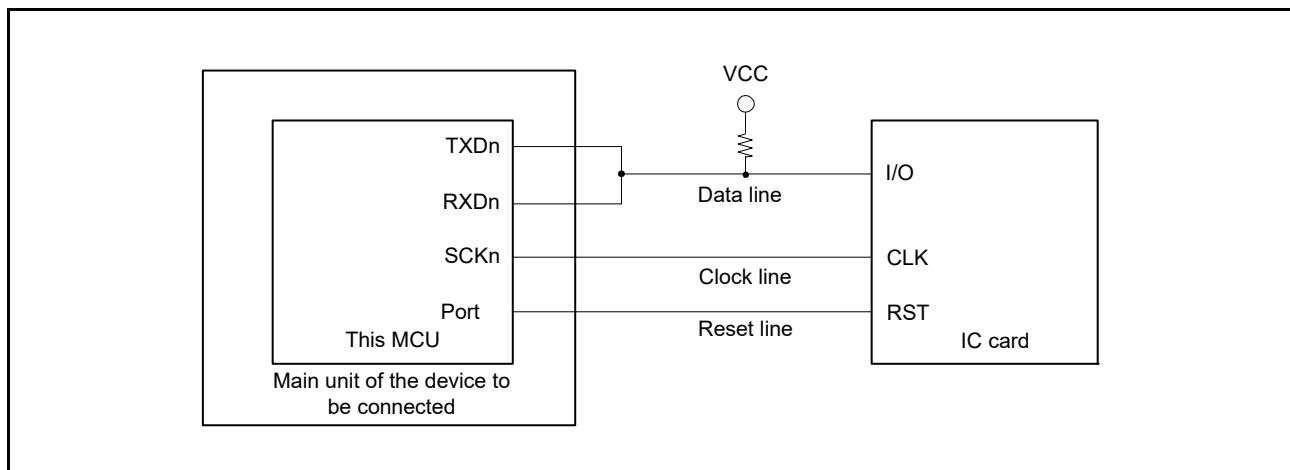 VCC
TXDn
RXDn
SCKn
Port
This MCU
Main unit of the device to
be connected
Data line
Clock line
Reset line
I/O
CLK
RST
IC card